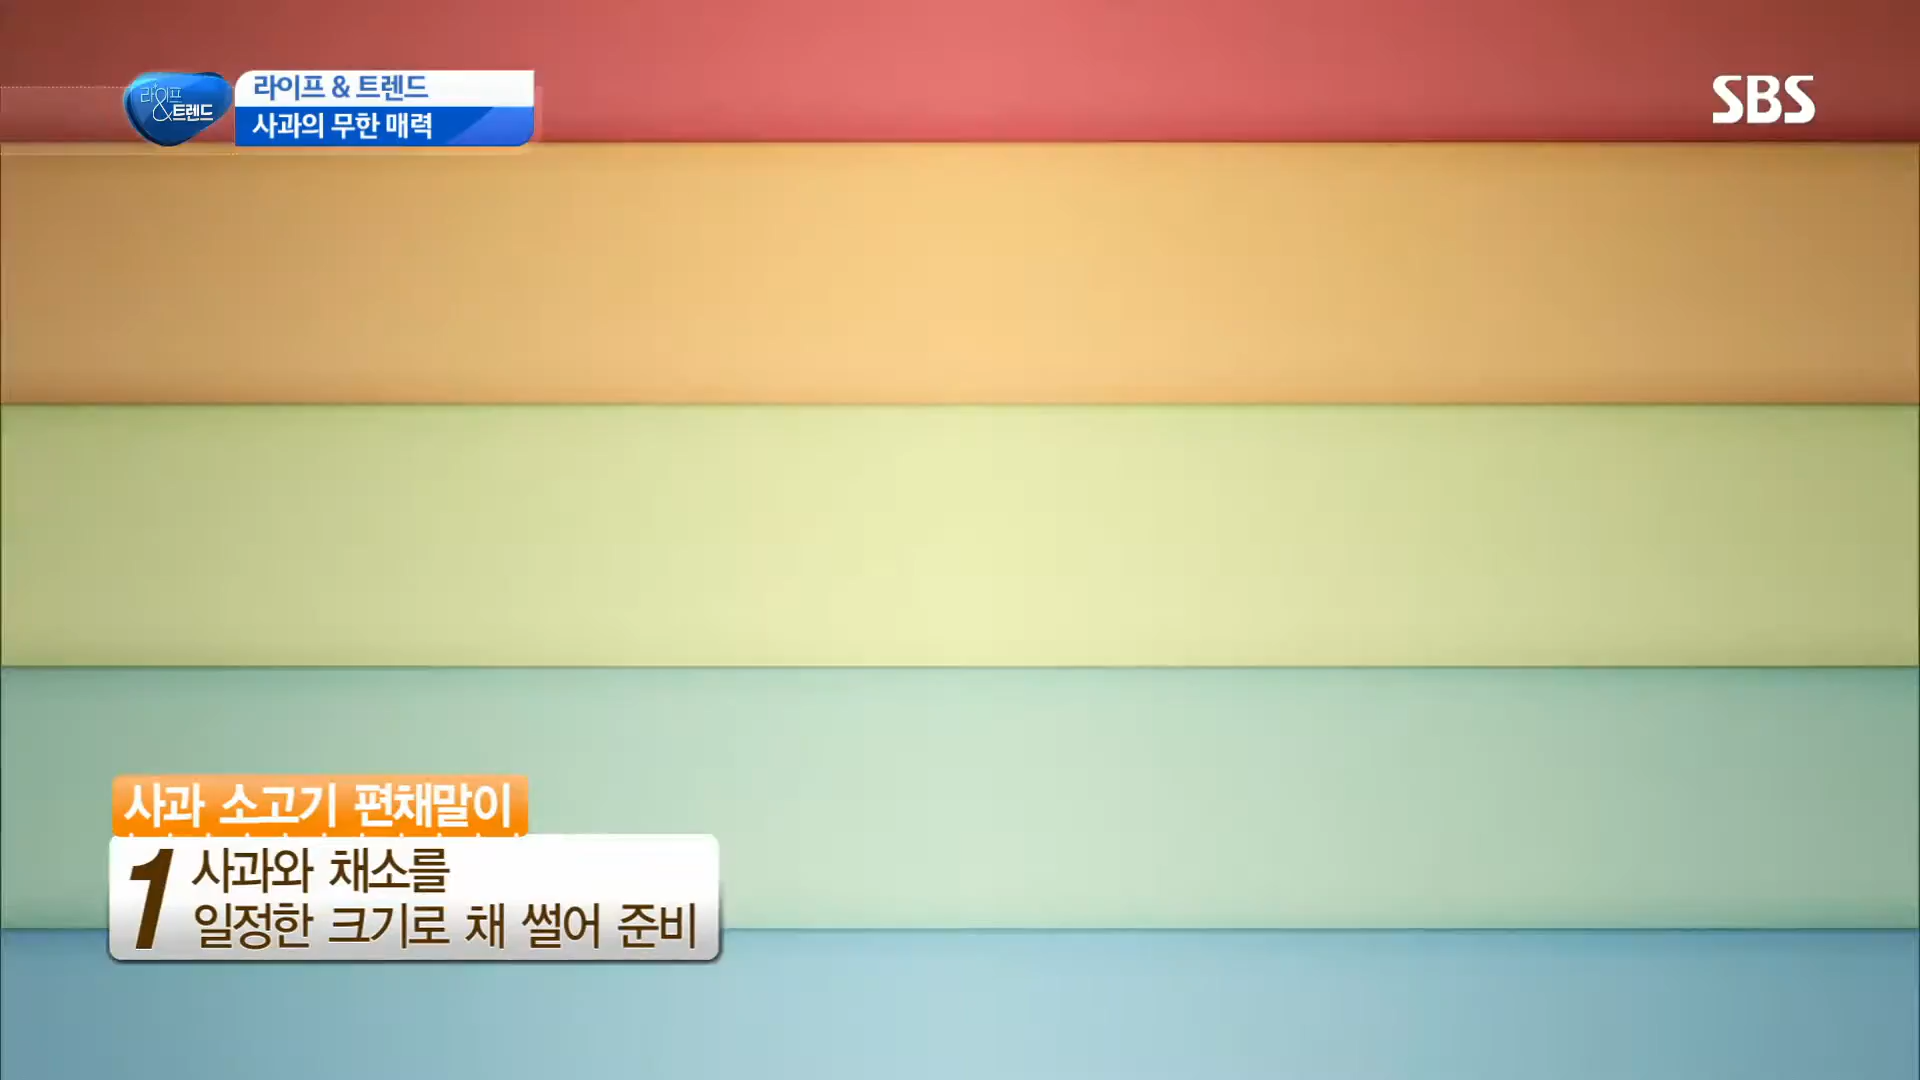 라이프
&트렌드
라이프 & 트렌드
사과의 무한 매력
SBS
사과 소고기 편채말이
1 사과와 채소를
일정한 크기로 채 썰어 준비